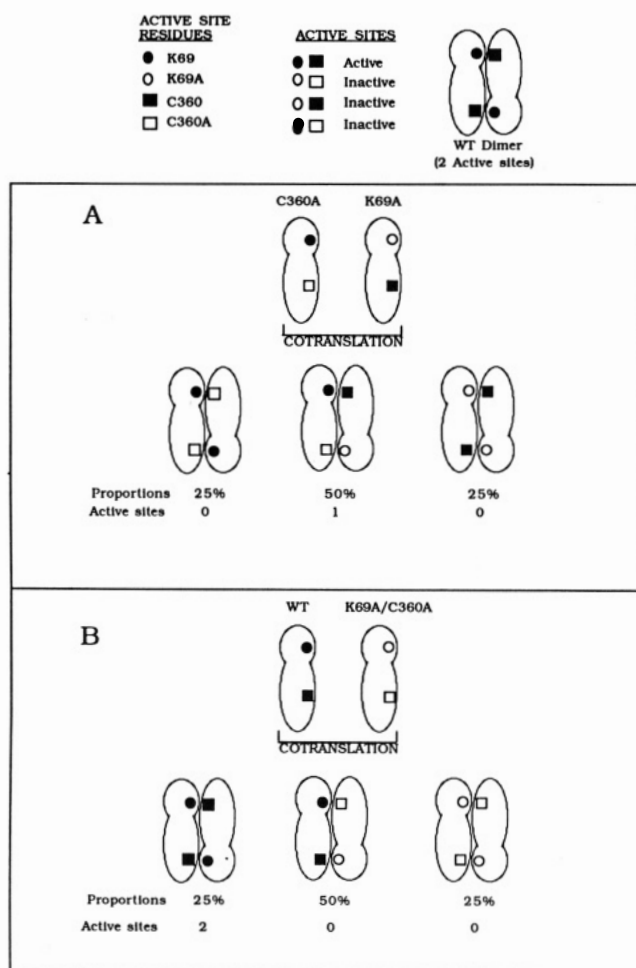 ACTIVE SITE
RESIDUES
K69
K69A
C360
C360A
ACTIVE SITES
Active
Inactive
Inactive
Inactive
WT Dimer
(2 Active sites)
A
C360A K69A
COTRANSLATION
Proportions 25% 50% 25%
Active sites 0 1 0
B
WT K69A/C360A
COTRANSLATION
Proportions 25% 50% 25%
Active sites 2 0 0